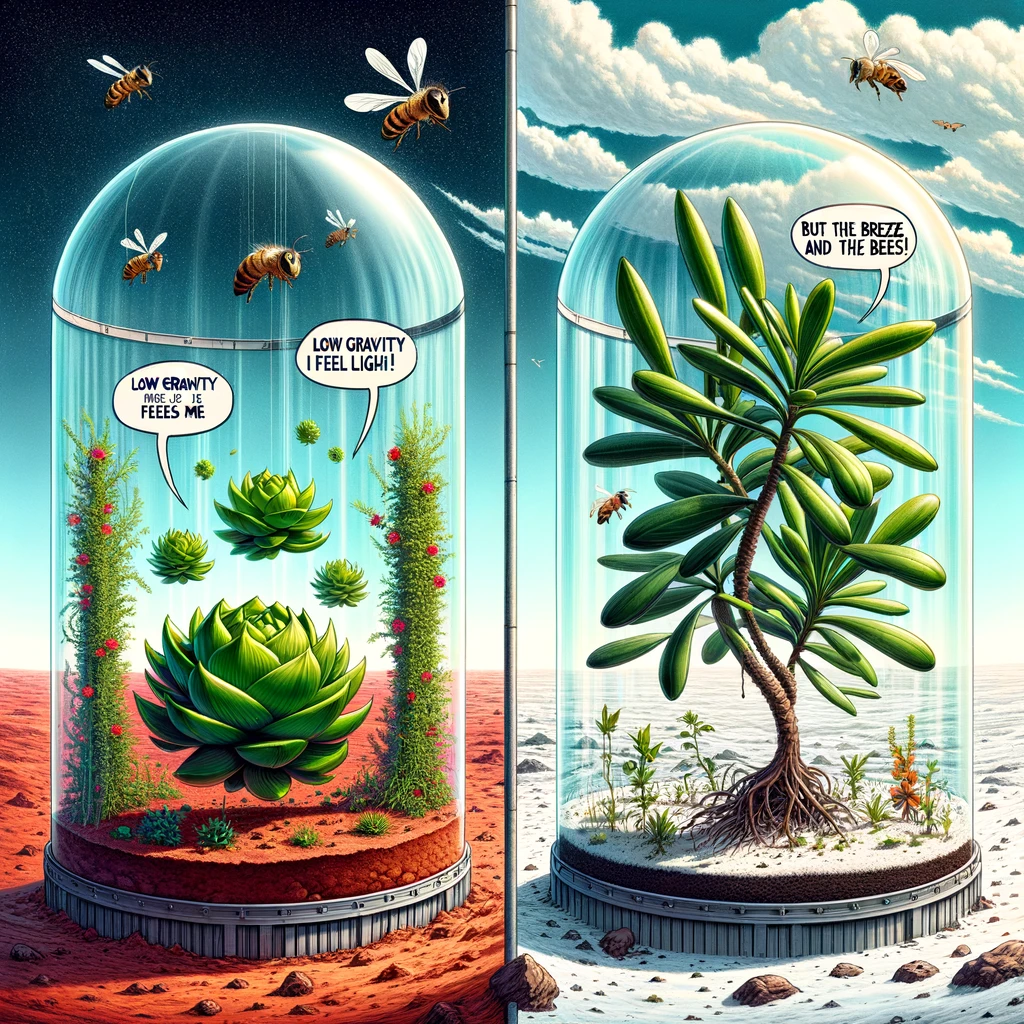 LOW GRAVITY
I FEEL LIGHI!
LOW ERAWTY
FEEES ME
BUT THE BREZE
AND THE BEES!